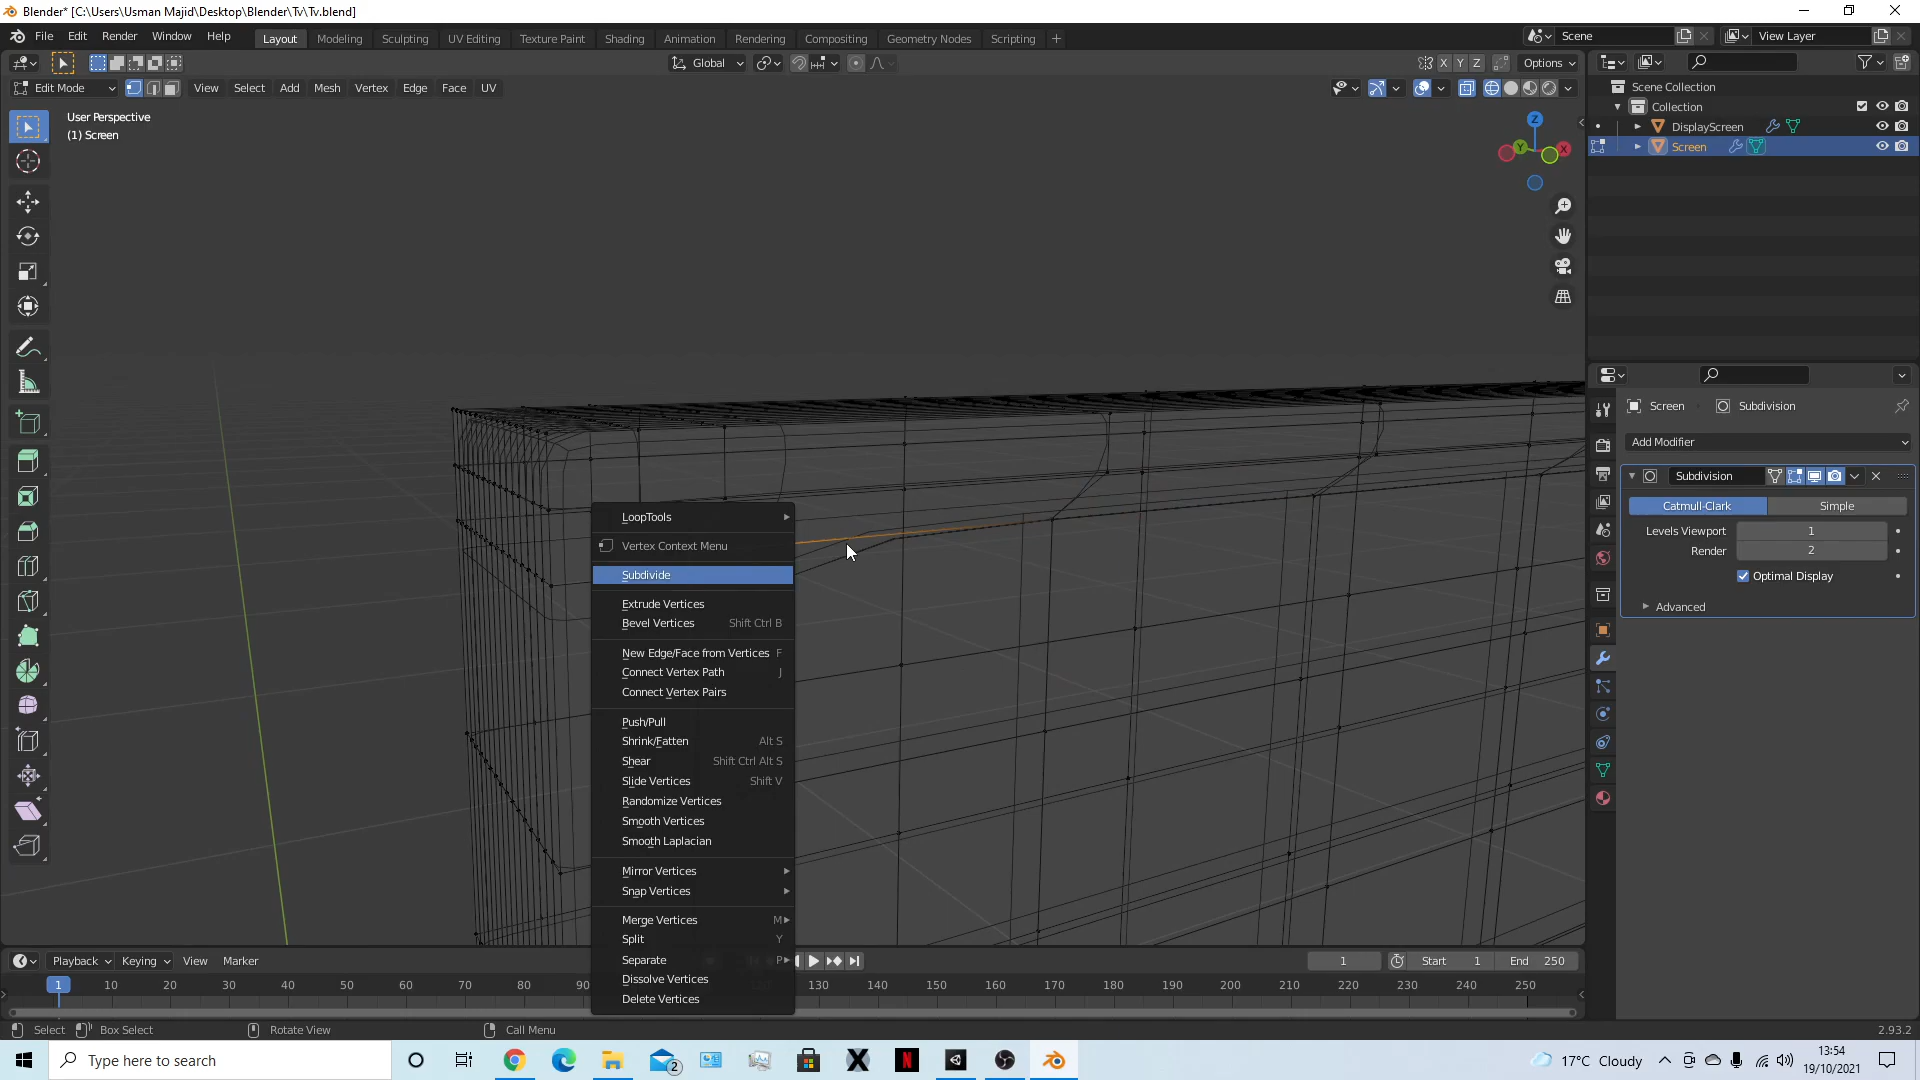 Blender* [C:\Users\Usman Majid\Desktop\Blender\Tv\Tv.blend]
File Edit Render Window Help Layout Modeling Sculpting UV Editing Texture Paint Shading Animation Rendering Compositing Geometry Nodes Scripting + Scene View Layer
Global X Y Z Options
Edit Mode View Select Add Mesh Vertex Edge Face UV
User Perspective
(1) Screen
Z
Y X
Scene Collection
Collection
DisplayScreen
Screen
Screen Subdivision
Add Modifier
Subdivision
Catmull-Clark Simple
Levels Viewport 1
Render 2
Optimal Display
Advanced
LoopTools
Vertex Context Menu
Subdivide
Extrude Vertices
Bevel Vertices Shift Ctrl B
New Edge/Face from Vertices F
Connect Vertex Path J
Connect Vertex Pairs
Push/Pull
Shrink/Fatten Alt S
Shear Shift Ctrl Alt S
Slide Vertices Shift V
Randomize Vertices
Smooth Vertices
Smooth Laplacian
Mirror Vertices
Snap Vertices
Merge Vertices M
Split Y
Separate P
Dissolve Vertices
Delete Vertices
Playback Keying View Marker 1 Start 1 End 250
1 10 20 30 40 50 60 70 80 130 140 150 160 170 180 190 200 210 220 230 240 250
Select Box Select Rotate View Call Menu 2.93.2
Type here to search 2 17°C Cloudy 13:54
19/10/2021